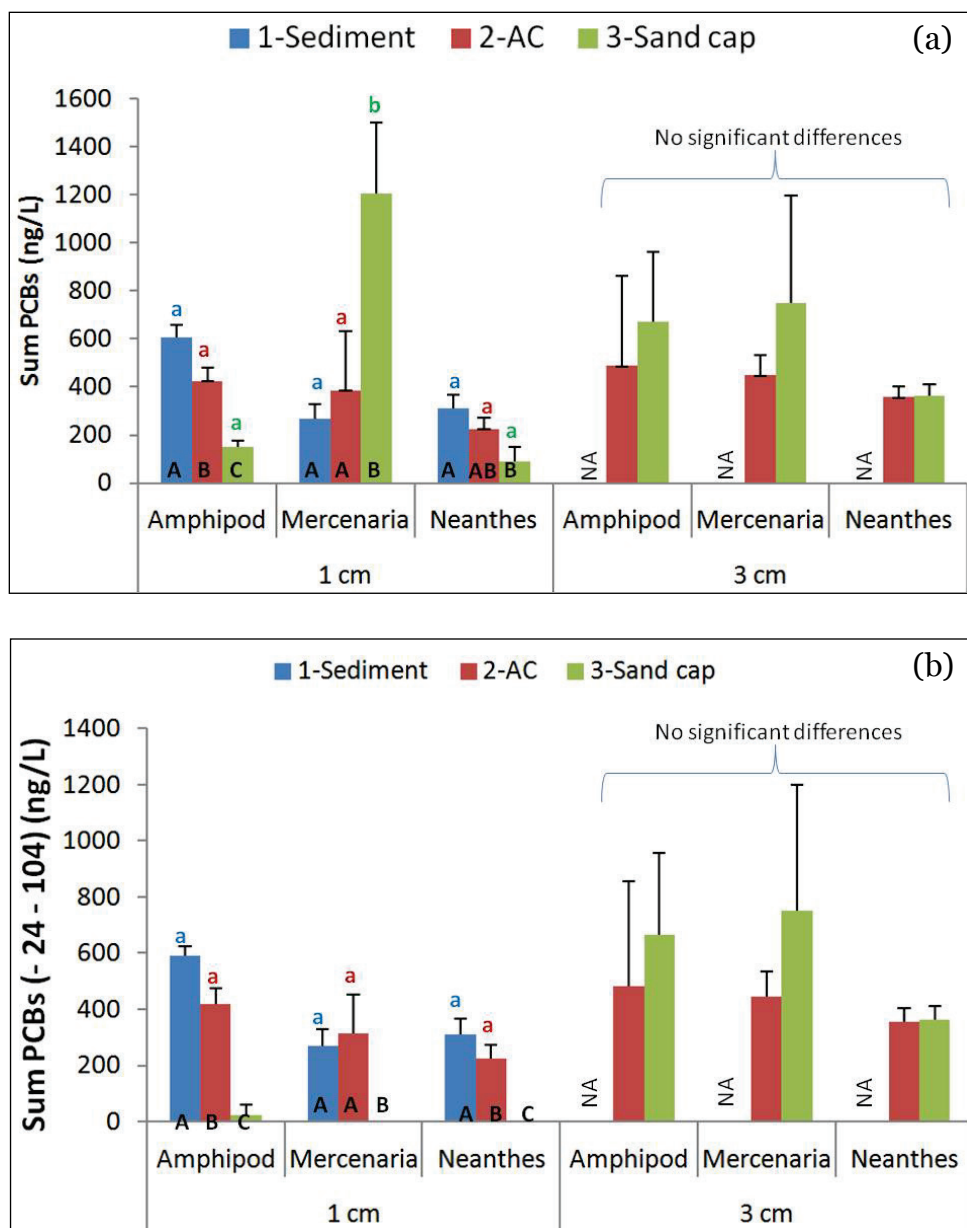 1-Sediment 2-AC 3-Sand cap (a)
1600
1400
1200
1000
800
600
400
200
0
Sum PCBs (ng/L)
No significant differences
b
a
a
a
a
a
a
a
a
A B C A A B A AB B NA NA NA
Amphipod Mercenaria Neanthes Amphipod Mercenaria Neanthes
1 cm 3 cm
1-Sediment 2-AC 3-Sand cap (b)
1400
1200
1000
800
600
400
200
0
Sum PCBs (- 24 - 104) (ng/L)
No significant differences
a
a
a
a
a
a
A B C A A B A B C NA NA NA
Amphipod Mercenaria Neanthes Amphipod Mercenaria Neanthes
1 cm 3 cm